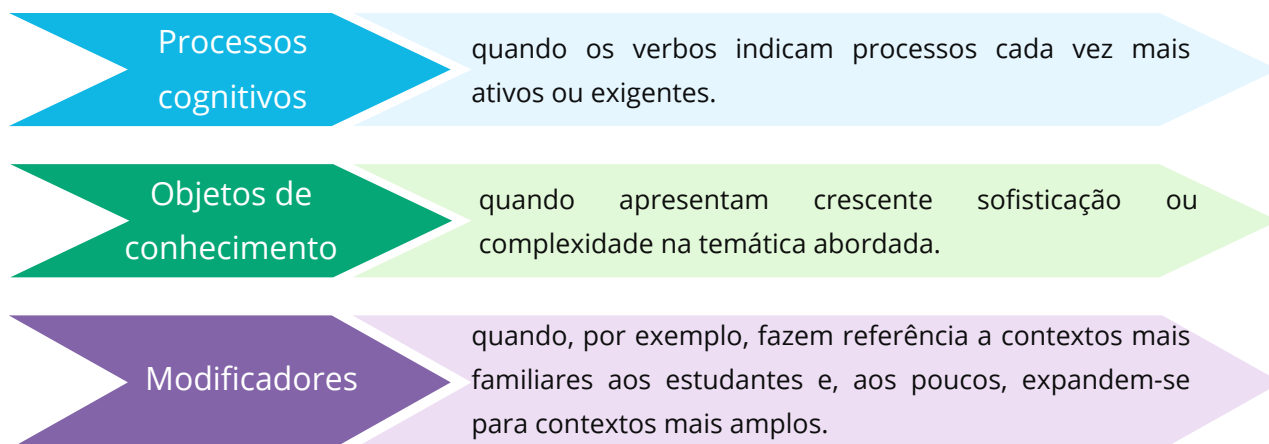 Processos
cognitivos
quando os verbos indicam processos cada vez mais
ativos ou exigentes.
Objetos de
conhecimento
quando apresentam crescente sofisticação ou
complexidade na temática abordada.
Modificadores
quando, por exemplo, fazem referência a contextos mais
familiares aos estudantes e, aos poucos, expandem-se
para contextos mais amplos.